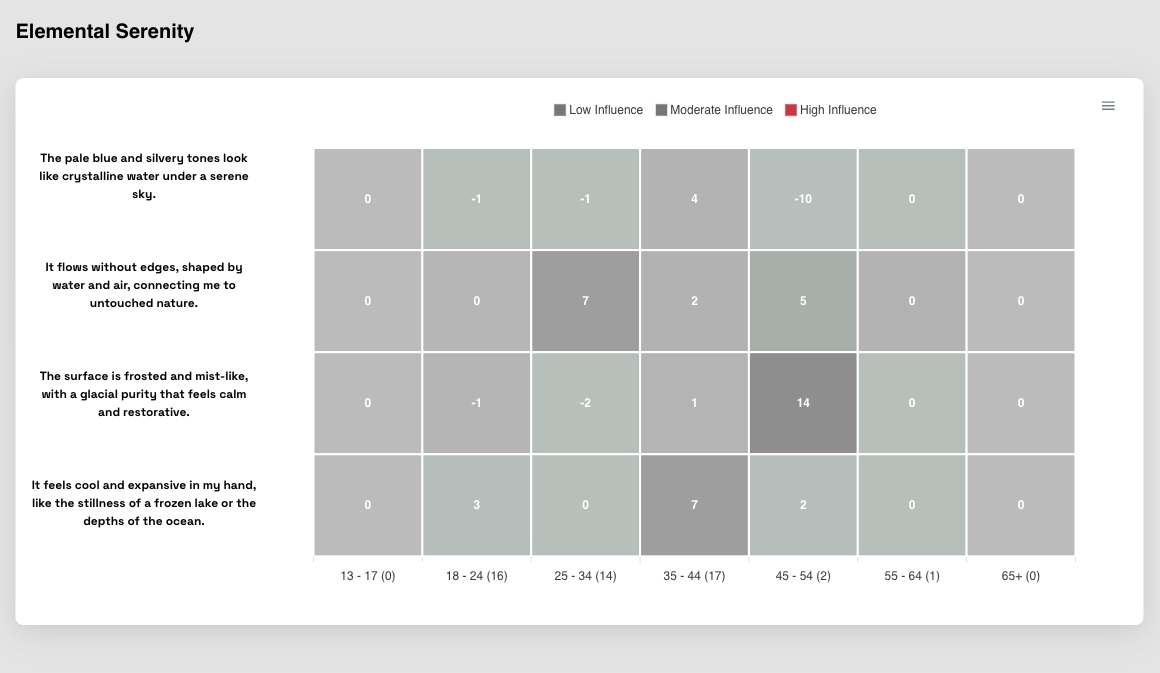 Elemental Serenity
Low Influence Moderate Influence High Influence
The pale blue and silvery tones look
like crystalline water under a serene
sky.
0 -1 -1 4 -10 0 0
It flows without edges, shaped by
water and air, connecting me to
untouched nature.
0 0 7 2 5 0 0
The surface is frosted and mist-like,
with a glacial purity that feels calm
and restorative.
0 -1 -2 1 14 0 0
It feels cool and expansive in my hand,
like the stillness of a frozen lake or the
depths of the ocean.
0 3 0 7 2 0 0
13 - 17 (0) 18 - 24 (16) 25 - 34 (14) 35 - 44 (17) 45 - 54 (2) 55 - 64 (1) 65+ (0)